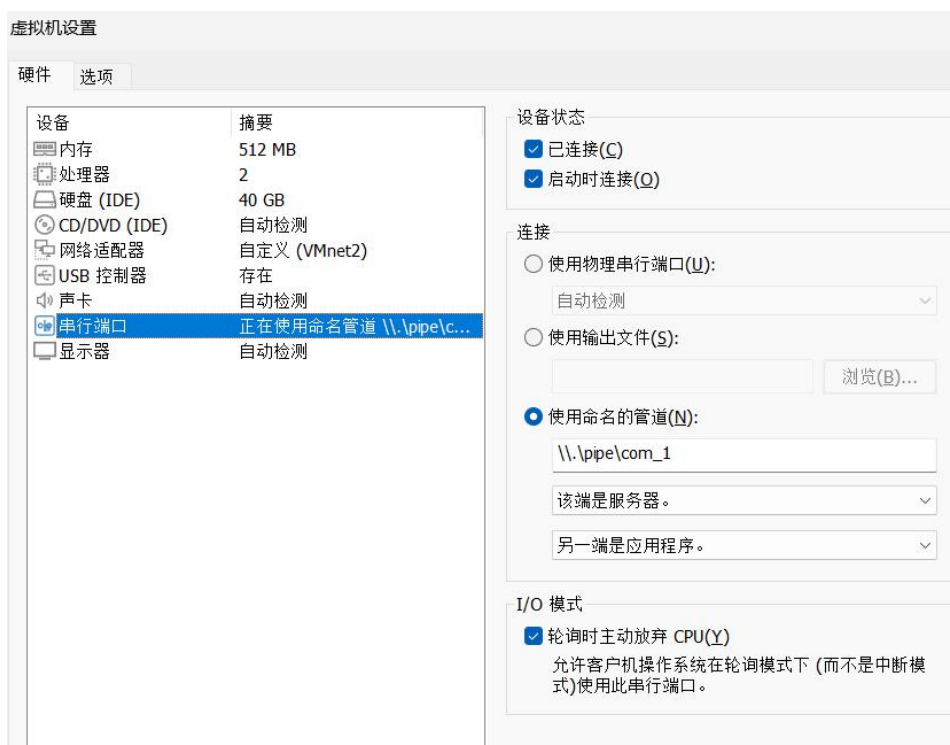 虚拟机设置
硬件 选项
设备 摘要
内存 512 MB
处理器 2
硬盘 (IDE) 40 GB
CD/DVD (IDE) 自动检测
网络适配器 自定义 (VMnet2)
USB 控制器 存在
声卡 自动检测
串行端口 正在使用命名管道 \\.\pipe\c...
显示器 自动检测
设备状态
已连接(C)
启动时连接(O)
连接
使用物理串行端口(U):
自动检测
使用输出文件(S):
浏览(B)...
使用命名的管道(N):
\\.\pipe\com_1
该端是服务器。
另一端是应用程序。
I/O 模式
轮询时主动放弃 CPU(Y)
允许客户机操作系统在轮询模式下 (而不是中断模
式)使用此串行端口。